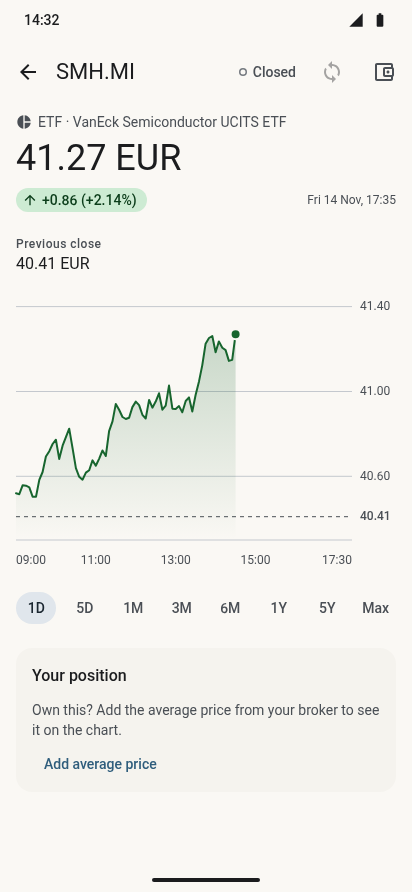 14:32
SMH.MI
Closed
ETF · VanEck Semiconductor UCITS ETF
41.27 EUR
+0.86 (+2.14%)
Fri 14 Nov, 17:35
Previous close
40.41 EUR
41.40
41.00
40.60
40.41
09:00 11:00 13:00 15:00 17:30
1D 5D 1M 3M 6M 1Y 5Y Max
Your position
Own this? Add the average price from your broker to see
it on the chart.
Add average price